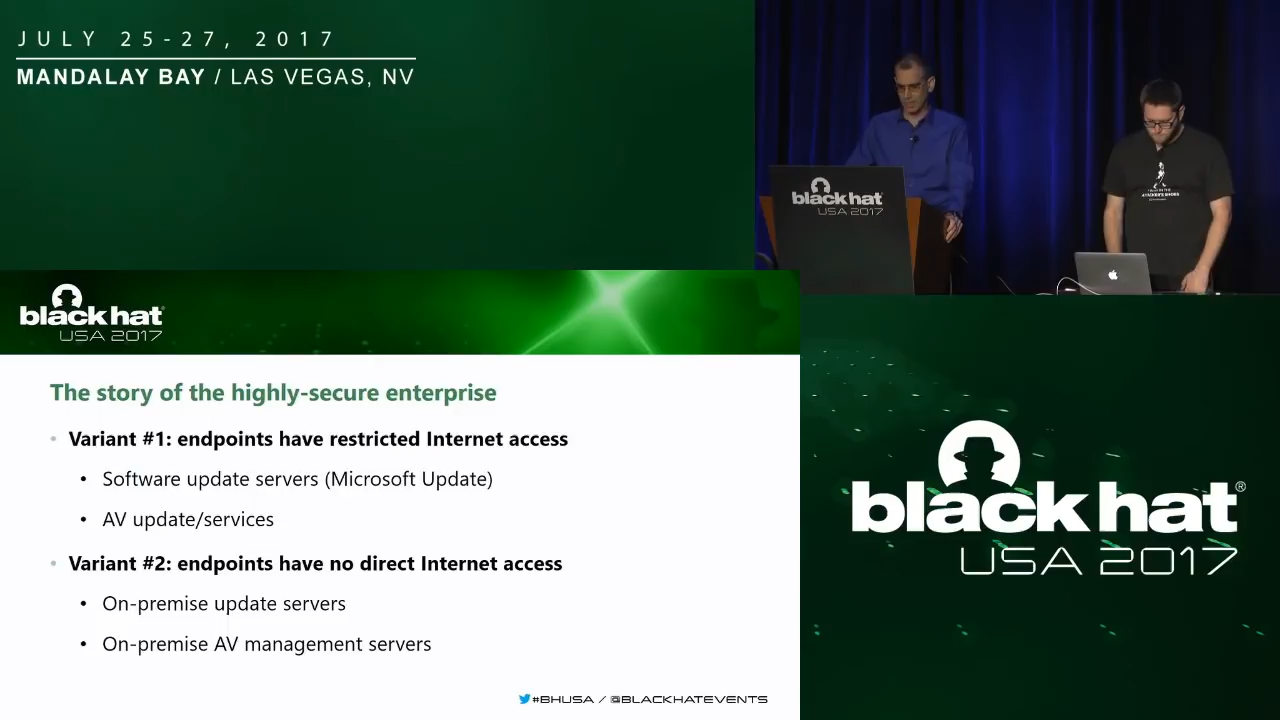 JULY 25-27, 2017
MANDALAY BAY / LAS VEGAS, NV
black hat
USA 2017
black hat
USA 2017
The story of the highly-secure enterprise
• Variant #1: endpoints have restricted Internet access
• Software update servers (Microsoft Update)
• AV update/services
• Variant #2: endpoints have no direct Internet access
• On-premise update servers
• On-premise AV management servers
#BHUSA / @BLACKHATEVENTS
black hat®
USA 2017